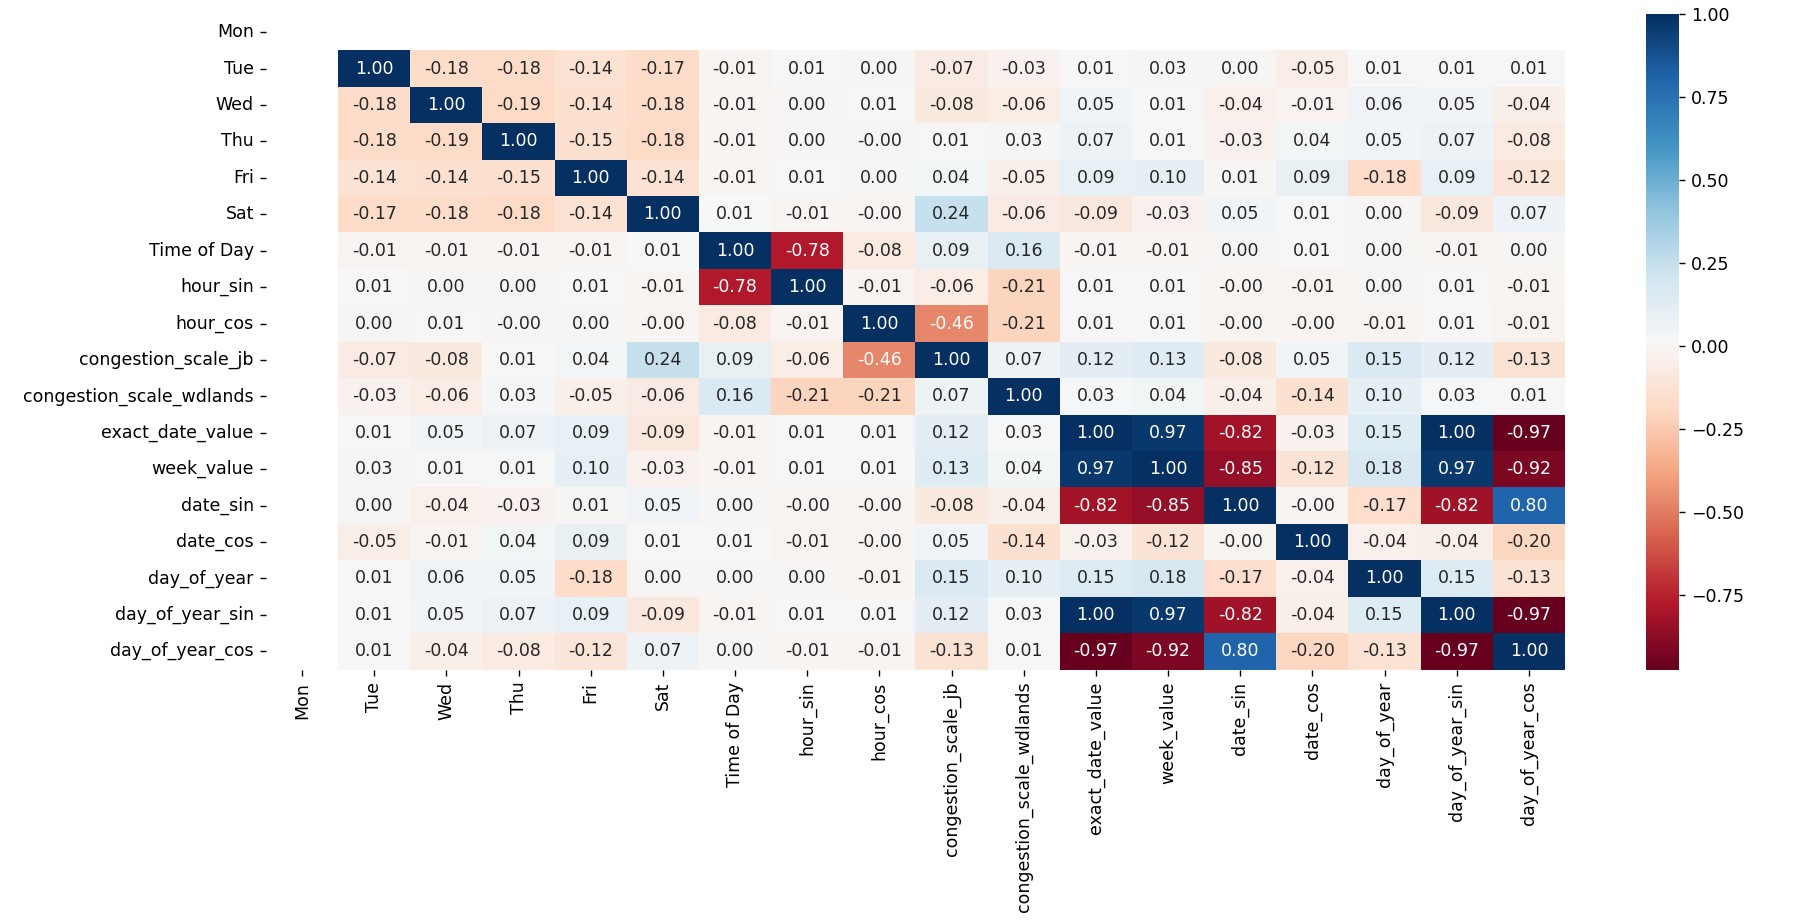 Mon
Tue 1.00 -0.18 -0.18 -0.14 -0.17 -0.01 0.01 0.00 -0.07 -0.03 0.01 0.03 0.00 -0.05 0.01 0.01 0.01
Wed -0.18 1.00 -0.19 -0.14 -0.18 -0.01 0.00 0.01 -0.08 -0.06 0.05 0.01 -0.04 -0.01 0.06 0.05 -0.04
Thu -0.18 -0.19 1.00 -0.15 -0.18 -0.01 0.00 -0.00 0.01 0.03 0.07 0.01 -0.03 0.04 0.05 0.07 -0.08
Fri -0.14 -0.14 -0.15 1.00 -0.14 -0.01 0.01 0.00 0.04 -0.05 0.09 0.10 0.01 0.09 -0.18 0.09 -0.12
Sat -0.17 -0.18 -0.18 -0.14 1.00 0.01 -0.01 -0.00 0.24 -0.06 -0.09 -0.03 0.05 0.01 0.00 -0.09 0.07
Time of Day -0.01 -0.01 -0.01 -0.01 0.01 1.00 -0.78 -0.08 0.09 0.16 -0.01 -0.01 0.00 0.01 0.00 -0.01 0.00
hour_sin 0.01 0.00 0.00 0.01 -0.01 -0.78 1.00 -0.01 -0.06 -0.21 0.01 0.01 -0.00 -0.01 0.00 0.01 -0.01
hour_cos 0.00 0.01 -0.00 0.00 -0.00 -0.08 -0.01 1.00 -0.46 -0.21 0.01 0.01 -0.00 -0.00 -0.01 0.01 -0.01
congestion_scale_jb -0.07 -0.08 0.01 0.04 0.24 0.09 -0.06 -0.46 1.00 0.07 0.12 0.13 -0.08 0.05 0.15 0.12 -0.13
congestion_scale_wdlands -0.03 -0.06 0.03 -0.05 -0.06 0.16 -0.21 -0.21 0.07 1.00 0.03 0.04 -0.04 -0.14 0.10 0.03 0.01
exact_date_value 0.01 0.05 0.07 0.09 -0.09 -0.01 0.01 0.01 0.12 0.03 1.00 0.97 -0.82 -0.03 0.15 1.00 -0.97
week_value 0.03 0.01 0.01 0.10 -0.03 -0.01 0.01 0.01 0.13 0.04 0.97 1.00 -0.85 -0.12 0.18 0.97 -0.92
date_sin 0.00 -0.04 -0.03 0.01 0.05 0.00 -0.00 -0.00 -0.08 -0.04 -0.82 -0.85 1.00 -0.00 -0.17 -0.82 0.80
date_cos -0.05 -0.01 0.04 0.09 0.01 0.01 -0.01 -0.00 0.05 -0.14 -0.03 -0.12 -0.00 1.00 -0.04 -0.04 -0.20
day_of_year 0.01 0.06 0.05 -0.18 0.00 0.00 0.00 -0.01 0.15 0.10 0.15 0.18 -0.17 -0.04 1.00 0.15 -0.13
day_of_year_sin 0.01 0.05 0.07 0.09 -0.09 -0.01 0.01 0.01 0.12 0.03 1.00 0.97 -0.82 -0.04 0.15 1.00 -0.97
day_of_year_cos 0.01 -0.04 -0.08 -0.12 0.07 0.00 -0.01 -0.01 -0.13 0.01 -0.97 -0.92 0.80 -0.20 -0.13 -0.97 1.00
Mon
Tue
Wed
Thu
Fri
Sat
Time of Day
hour_sin
hour_cos
congestion_scale_jb
congestion_scale_wdlands
exact_date_value
week_value
date_sin
date_cos
day_of_year
day_of_year_sin
day_of_year_cos
1.00
0.75
0.50
0.25
0.00
−0.25
−0.50
−0.75